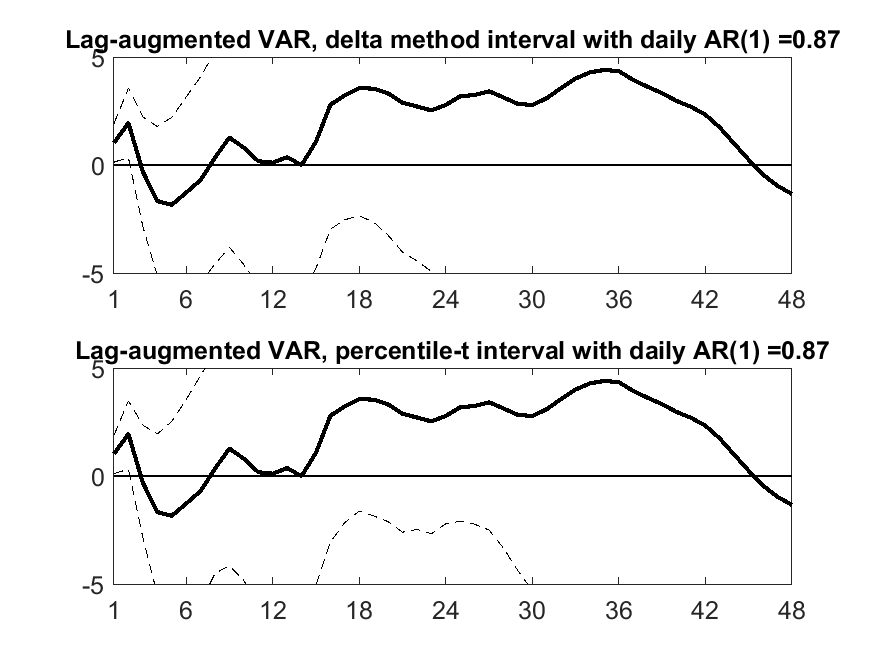 Lag-augmented VAR, delta method interval with daily AR(1) =0.87
5
0
-5
1 6 12 18 24 30 36 42 48
Lag-augmented VAR, percentile-t interval with daily AR(1) =0.87
5
0
-5
1 6 12 18 24 30 36 42 48